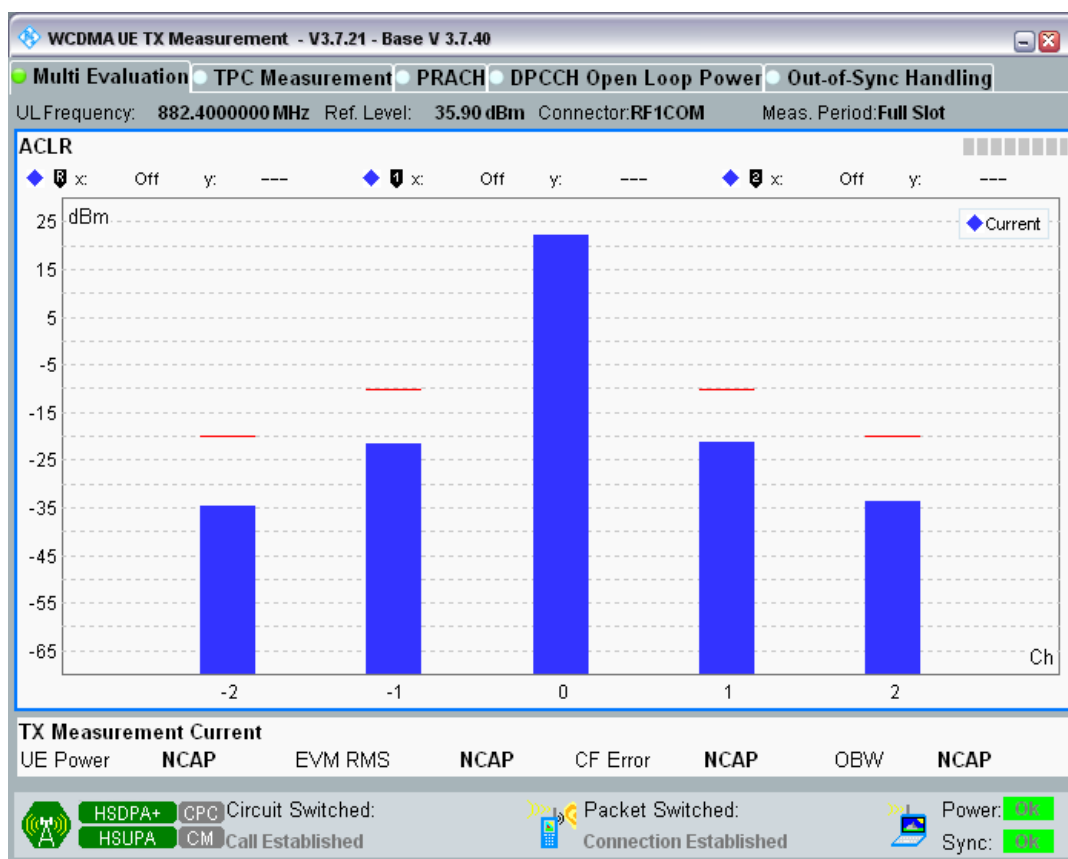 WCDMA UE TX Measurement - V3.7.21 - Base V 3.7.40
Multi Evaluation TPC Measurement PRACH DPCCH Open Loop Power Out-of-Sync Handling
UL Frequency: 882.4000000 MHz Ref. Level: 35.90 dBm Connector: RF1COM Meas. Period: Full Slot
ACLR
R x: Off y: --- 1 x: Off y: --- 2 x: Off y: ---
dBm
Current
25
15
5
-5
-15
-25
-35
-45
-55
-65
Ch
-2 -1 0 1 2
TX Measurement Current
UE Power NCAP EVM RMS NCAP CF Error NCAP OBW NCAP
HSDPA+ CPC Circuit Switched: Packet Switched: Power: OK
HSUPA CM Call Established Connection Established Sync: OK